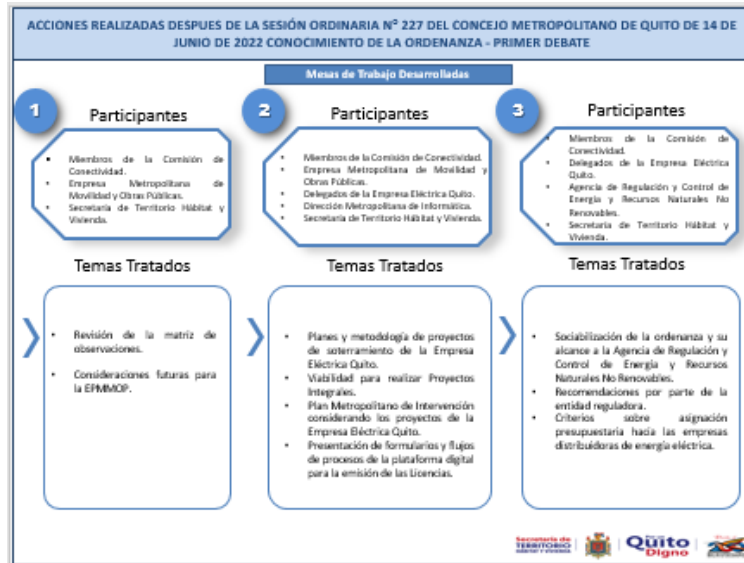 ACCIONES REALIZADAS DESPUES DE LA SESIÓN ORDINARIA N° 227 DEL CONCEJO METROPOLITANO DE QUITO DE 14 DE
JUNIO DE 2022 CONOCIMIENTO DE LA ORDENANZA - PRIMER DEBATE
Mesas de Trabajo Desarrolladas
1
Participantes
• Miembros de la Comisión de
Conectividad.
• Empresa Metropolitana de
Movilidad y Obras Públicas.
• Secretaría de Territorio Hábitat y
Vivienda.
Temas Tratados
• Revisión de la matriz de
observaciones.
• Consideraciones futuras para
la EPMMOP.
2
Participantes
• Miembros de la Comisión de Conectividad.
• Empresa Metropolitana de Movilidad y
Obras Públicas.
• Delegados de la Empresa Eléctrica Quito.
• Dirección Metropolitana de Informática.
• Secretaría de Territorio Hábitat y Vivienda.
Temas Tratados
• Planes y metodología de proyectos
de soterramiento de la Empresa
Eléctrica Quito.
• Viabilidad para realizar Proyectos
Integrales.
• Plan Metropolitano de Intervención
considerando los proyectos de la
Empresa Eléctrica Quito.
• Presentación de formularios y flujos
de procesos de la plataforma digital
para la emisión de las Licencias.
3
Participantes
• Miembros de la Comisión de
Conectividad.
• Delegados de la Empresa Eléctrica
Quito.
• Agencia de Regulación y Control de
Energía y Recursos Naturales No
Renovables.
• Secretaría de Territorio Hábitat y
Vivienda.
Temas Tratados
• Sociabilización de la ordenanza y su
alcance a la Agencia de Regulación y
Control de Energía y Recursos
Naturales No Renovables.
• Recomendaciones por parte de la
entidad reguladora.
• Criterios sobre asignación
presupuestaria hacía las empresas
distribuidoras de energía eléctrica.
Secretaría de
TERRITORIO
HÁBITAT Y VIVIENDA
Quito
Digno